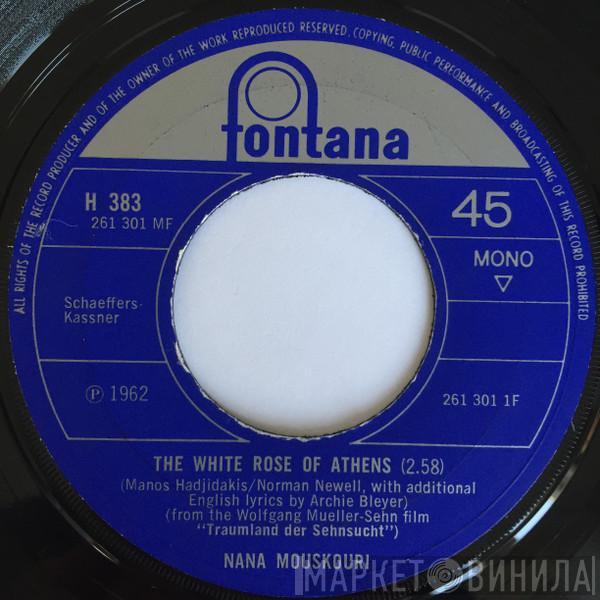 ALL RIGHTS OF THE RECORD PRODUCER AND OF THE OWNER OF THE WORK REPRODUCED RESERVED. COPYING, PUBLIC PERFORMANCE AND BROADCASTING OF THIS RECORD PROHIBITED
fontana
H 383
261 301 MF
45
MONO
Schaeffers-
Kassner
℗ 1962
261 301 1F
THE WHITE ROSE OF ATHENS (2.58)
(Manos Hadjidakis/Norman Newell, with additional
English lyrics by Archie Bleyer)
(from the Wolfgang Mueller-Sehn film
“Traumland der Sehnsucht”)
NANA MOUSKOURI
МАРКЕТ ВИНИЛА